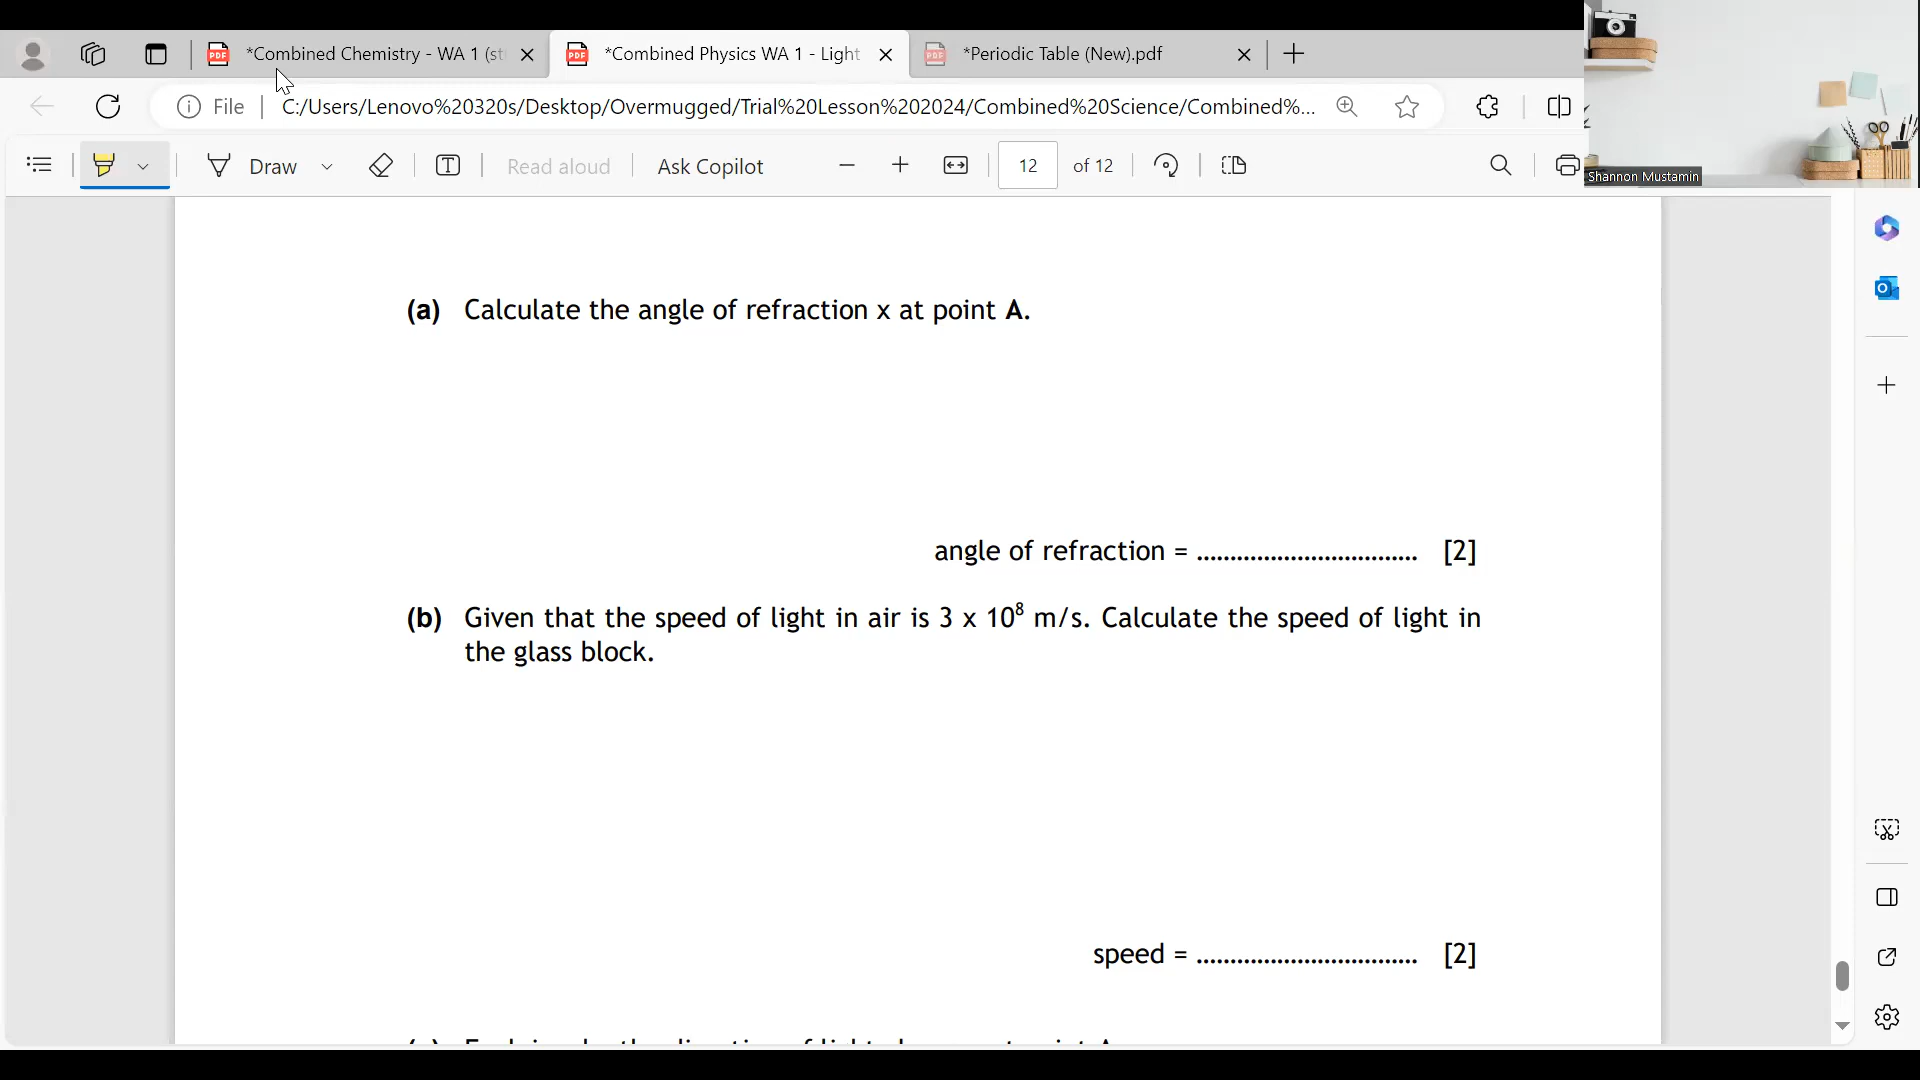 *Combined Chemistry - WA 1 (st
*Combined Physics WA 1 - Light
*Periodic Table (New).pdf
File
C:/Users/Lenovo%20320s/Desktop/Overmugged/Trial%20Lesson%202024/Combined%20Science/Combined%...
Draw
Read aloud
Ask Copilot
12
of 12
Shannon Mustamin
(a) Calculate the angle of refraction x at point A.
angle of refraction = ................................. [2]
(b) Given that the speed of light in air is 3 x 10⁸ m/s. Calculate the speed of light in
the glass block.
speed = ................................. [2]